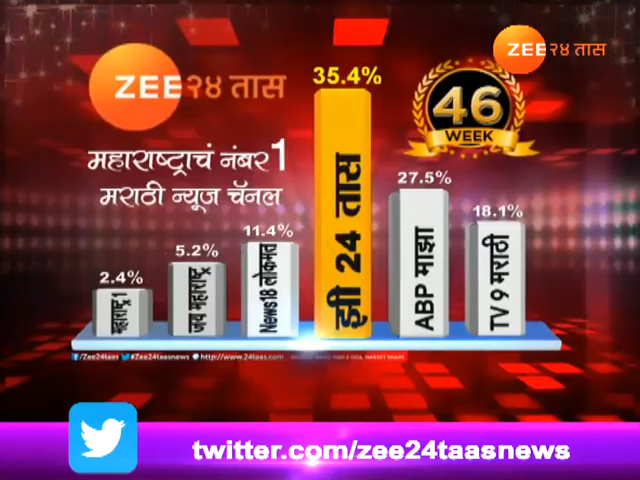 ZEE २४ तास
ZEE २४ तास
35.4%
46
WEEK
महाराष्ट्राचं नंबर 1
मराठी न्यूज चॅनल
2.4%
5.2%
11.4%
27.5%
18.1%
महाराष्ट्र 1
जय महाराष्ट्र
News18 लोकमत
झी 24 तास
ABP माझा
TV 9 मराठी
/Zee24taas #Zee24taasnews http://www.24taas.com
twitter.com/zee24taasnews